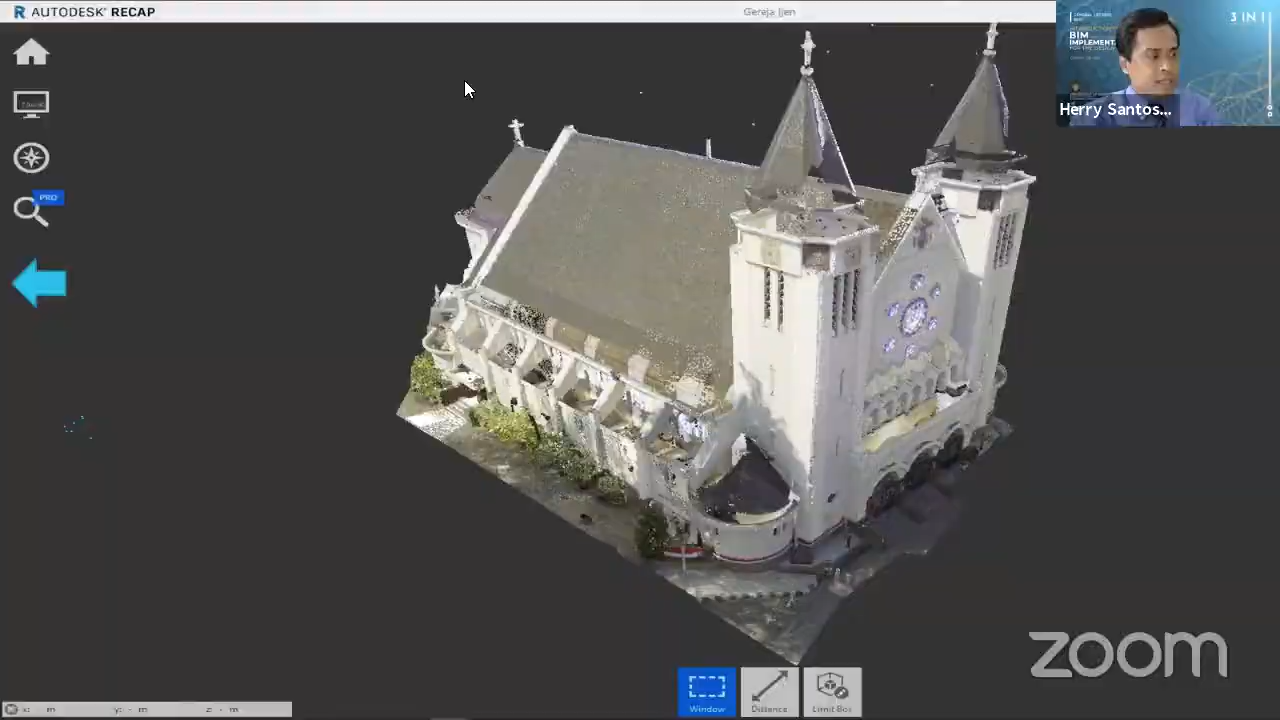 AUTODESK® RECAP
Gereja Ijen
3 IN 1
BIM
IMPLEMENT
Herry Santos...
PRO
Window
Distance
Limit Box
x: - m
y: - m
z: - m
zoom